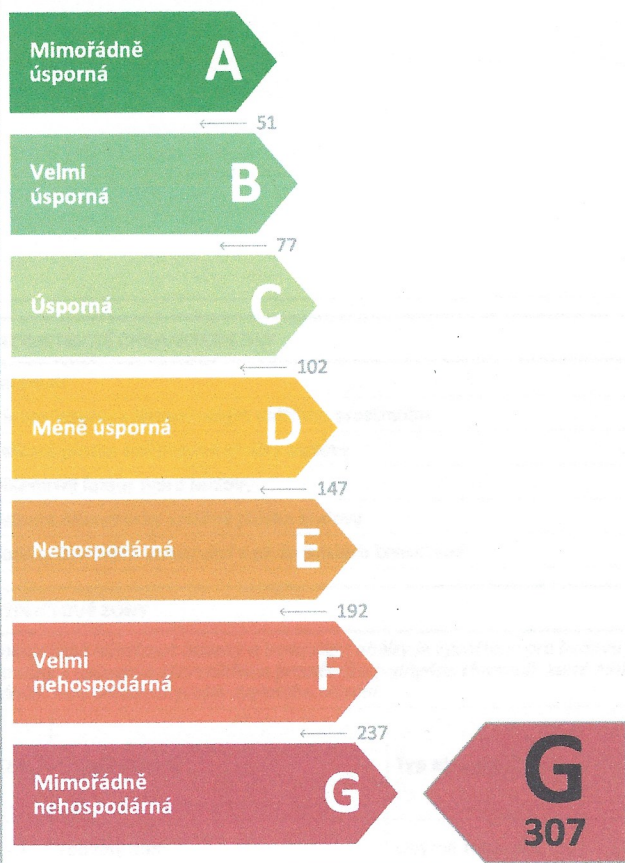 Mimořádně
úsporná
A
← 51
Velmi
úsporná
B
← 77
Úsporná
C
← 102
Méně úsporná
D
← 147
Nehospodárná
E
← 192
Velmi
nehospodárná
F
← 237
Mimořádně
nehospodárná
G
G
307